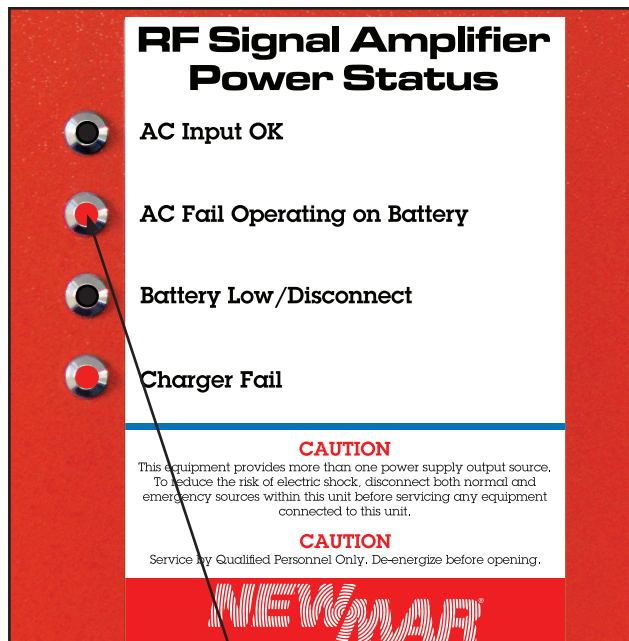 RF Signal Amplifier
Power Status
AC Input OK
AC Fail Operating on Battery
Battery Low/Disconnect
Charger Fail
CAUTION
This equipment provides more than one power supply output source.
To reduce the risk of electric shock, disconnect both normal and
emergency sources within this unit before servicing any equipment
connected to this unit.
CAUTION
Service by Qualified Personnel Only. De-energize before opening.
NEWMAR®